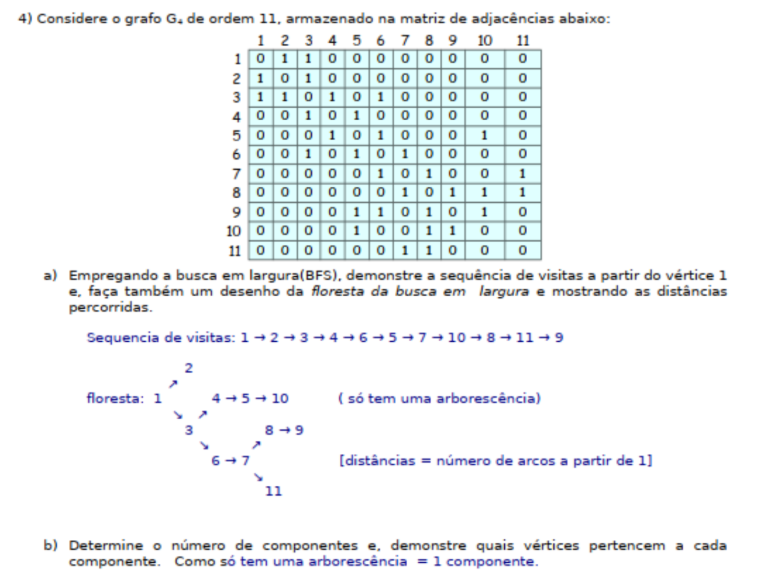 4) Considere o grafo G₄ de ordem 11, armazenado na matriz de adjacências abaixo:
1 2 3 4 5 6 7 8 9 10 11
1 0 1 1 0 0 0 0 0 0 0 0
2 1 0 1 0 0 0 0 0 0 0 0
3 1 1 0 1 0 1 0 0 0 0 0
4 0 0 1 0 1 0 0 0 0 0 0
5 0 0 0 1 0 1 0 0 0 1 0
6 0 0 1 0 1 0 1 0 0 0 0
7 0 0 0 0 0 1 0 1 0 0 1
8 0 0 0 0 0 0 1 0 1 1 1
9 0 0 0 0 1 1 0 1 0 1 0
10 0 0 0 0 1 0 0 1 1 0 0
11 0 0 0 0 0 0 1 1 0 0 0
a) Empregando a busca em largura(BFS), demonstre a sequência de visitas a partir do vértice 1
e, faça também um desenho da floresta da busca em largura e mostrando as distâncias
percorridas.
Sequencia de visitas: 1 → 2 → 3 → 4 → 6 → 5 → 7 → 10 → 8 → 11 → 9
2
↗
floresta: 1 4 → 5 → 10 ( só tem uma arborescência)
↘ ↗
3 8 → 9
↘ ↗
6 → 7 [distâncias = número de arcos a partir de 1]
↘
11
b) Determine o número de componentes e, demonstre quais vértices pertencem a cada
componente. Como só tem uma arborescência = 1 componente.